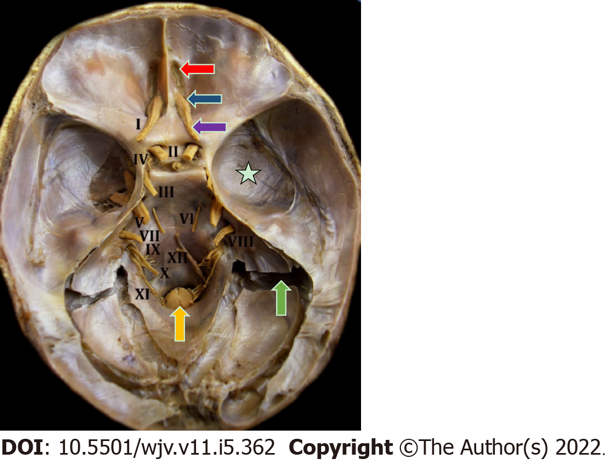 I
II
IV
III
V
VI
VII
VIII
IX
XII
X
XI
DOI: 10.5501/wjv.v11.i5.362 Copyright ©The Author(s) 2022.